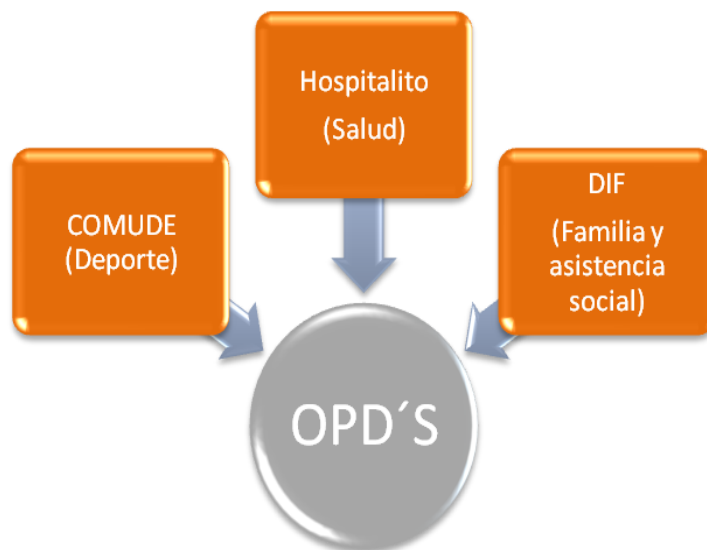 Hospitalito
(Salud)
COMUDE
(Deporte)
DIF
(Familia y
asistencia
social)
OPD´S